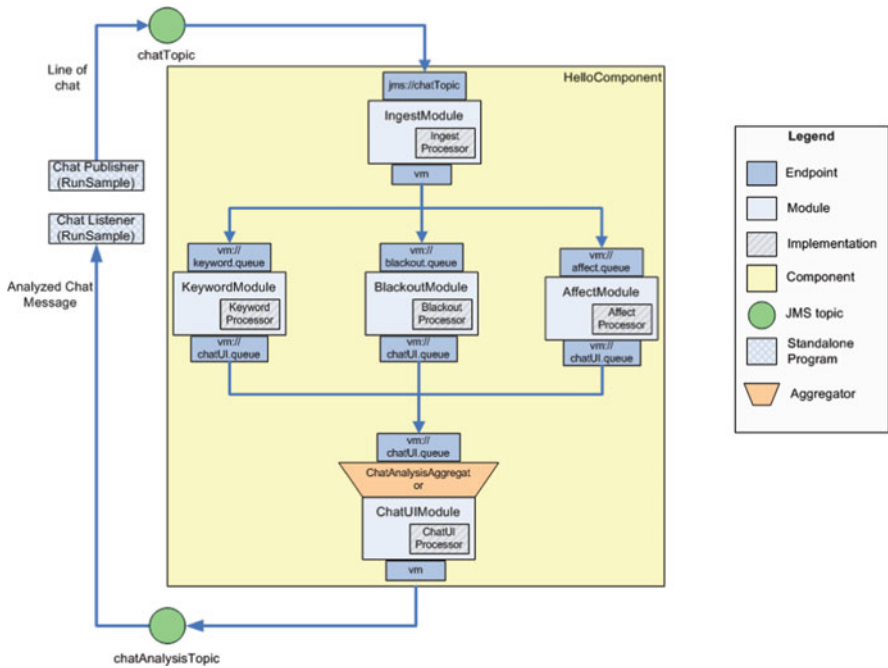 chatTopic
Line of
chat
Chat Publisher
(RunSample)
Chat Listener
(RunSample)
Analyzed Chat
Message
chatAnalysisTopic
HelloComponent
jms://chatTopic
IngestModule
Ingest
Processor
vm
vm://
keyword.queue
KeywordModule
Keyword
Processor
vm://
chatUI.queue
vm://
blackout.queue
BlackoutModule
Blackout
Processor
vm://
chatUI.queue
vm://
affect.queue
AffectModule
Affect
Processor
vm://
chatUI.queue
vm://
chatUI.queue
ChatAnalysisAggregat
or
ChatUIModule
ChatUI
Processor
vm
Legend
Endpoint
Module
Implementation
Component
JMS topic
Standalone
Program
Aggregator